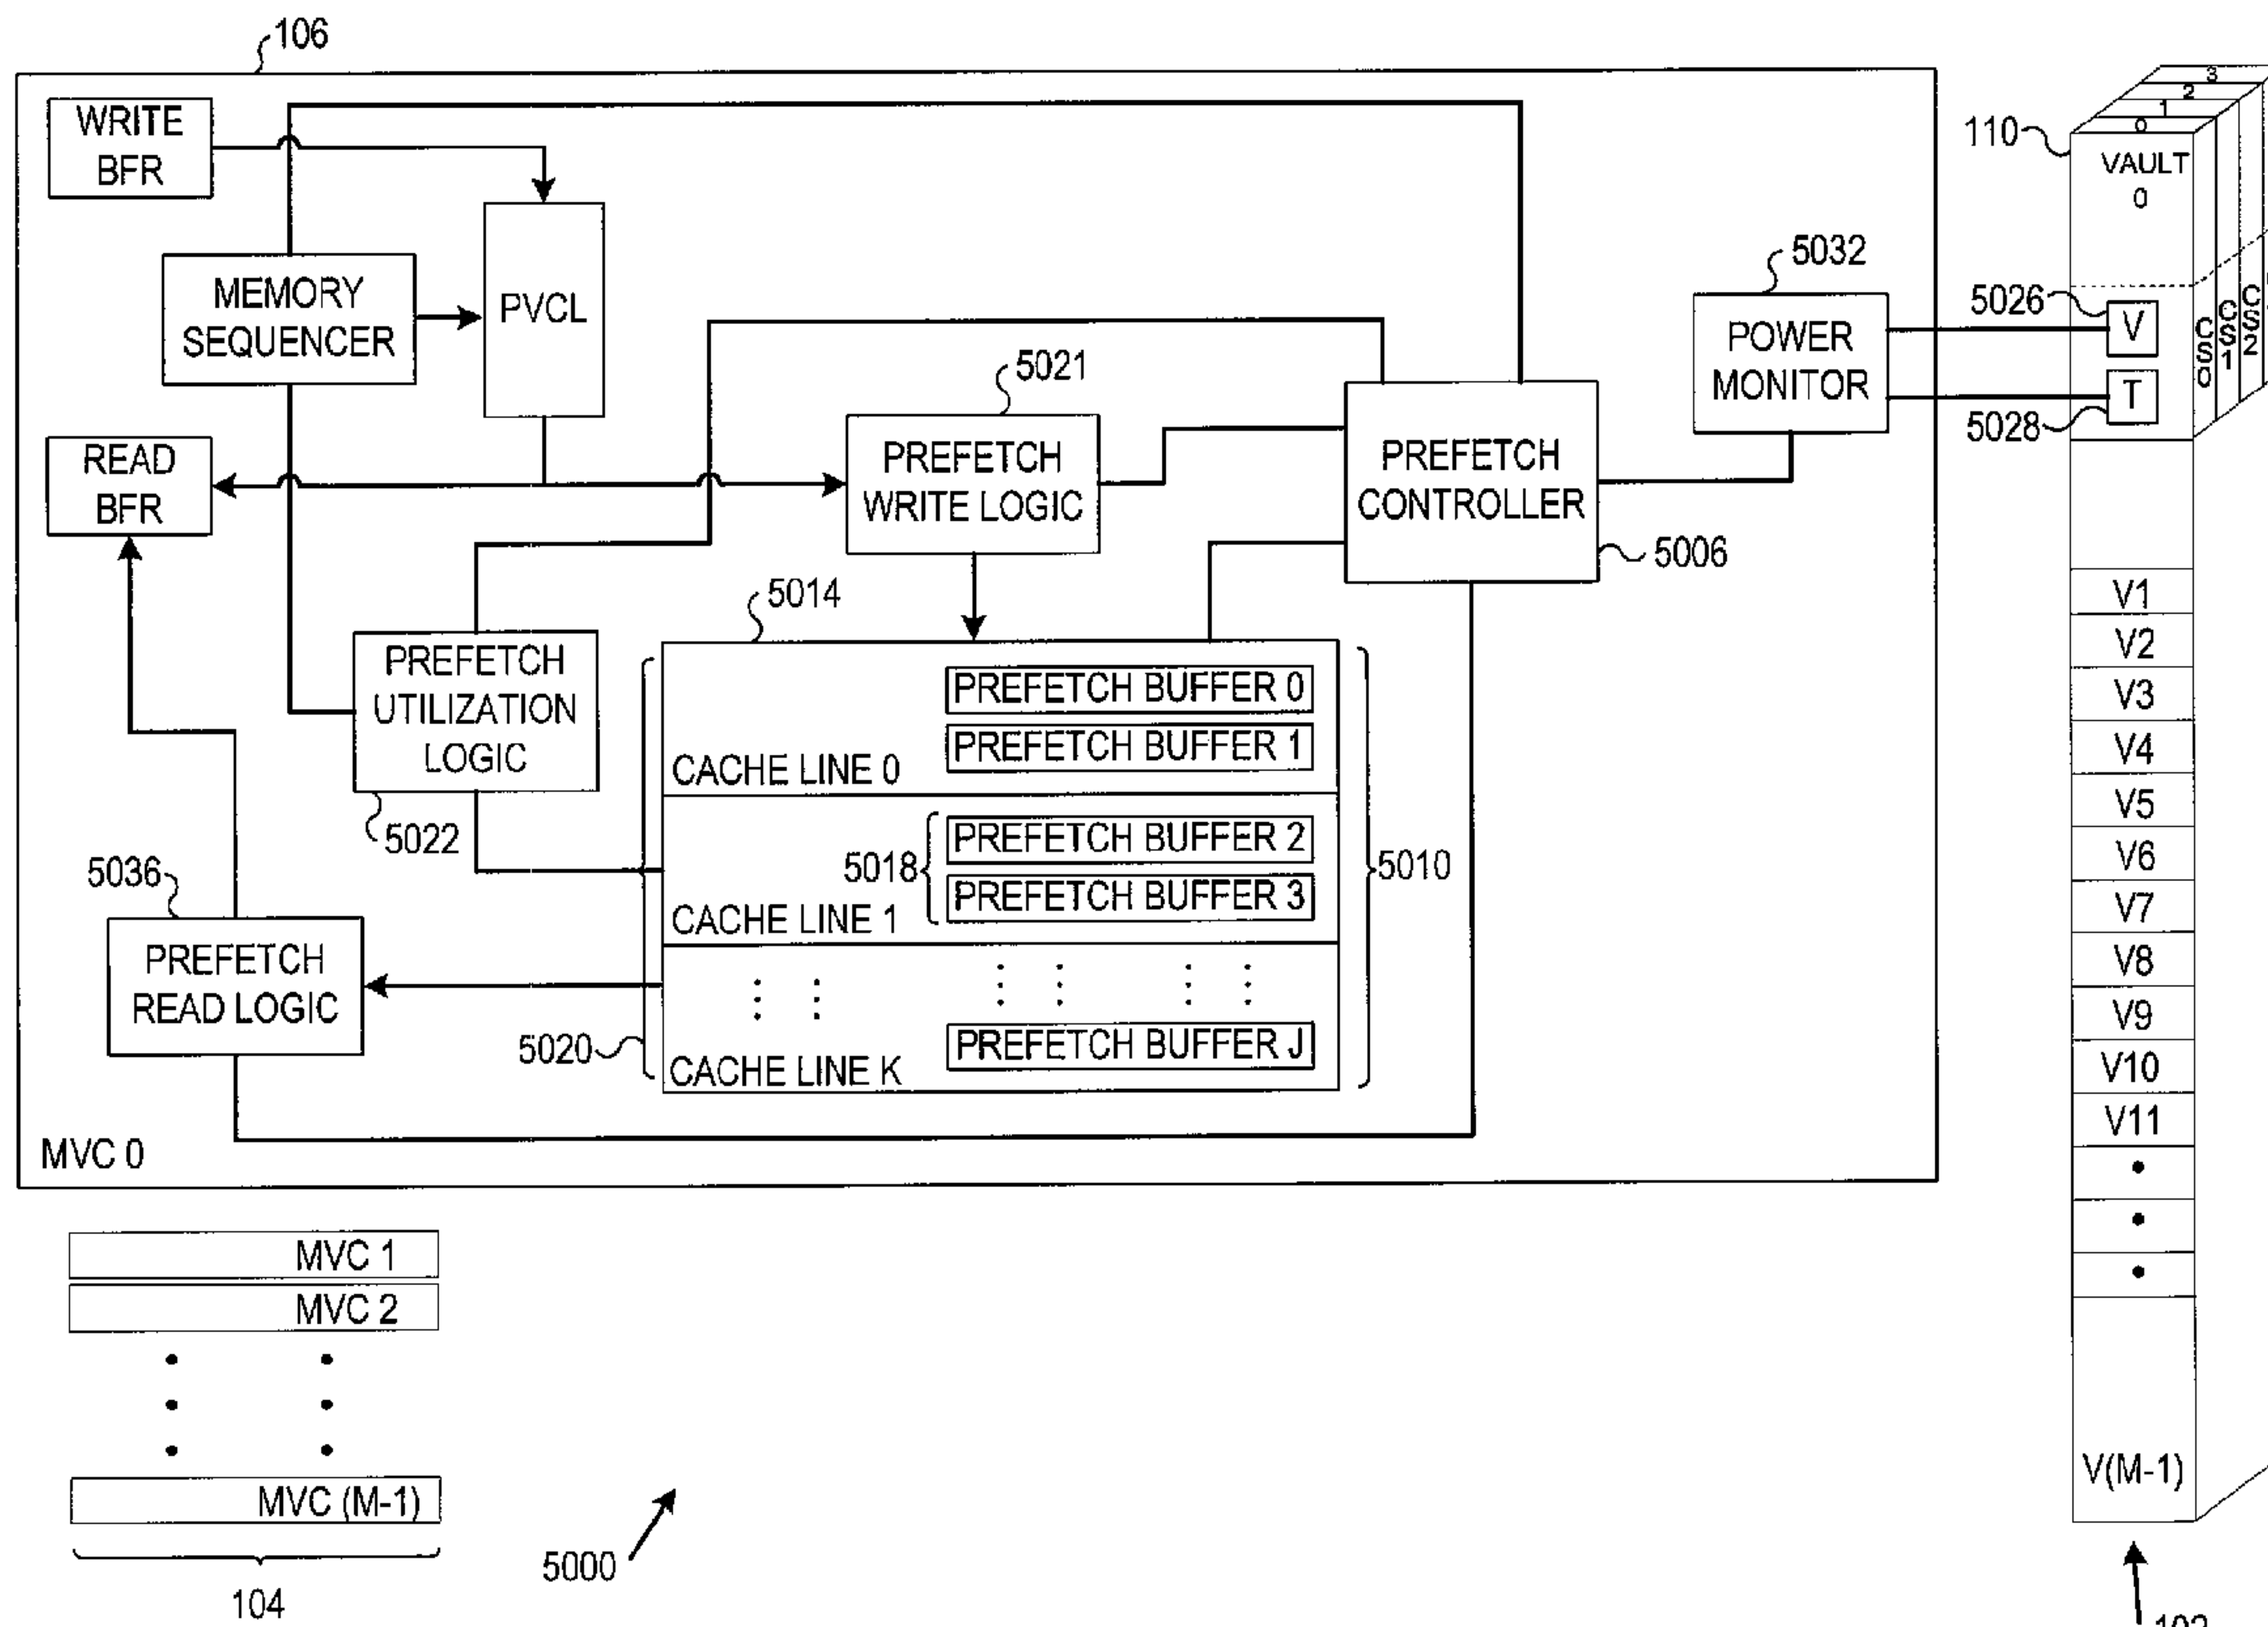 106
WRITE
BFR
MEMORY
SEQUENCER
PVCL
READ
BFR
5021
PREFETCH
WRITE LOGIC
PREFETCH
CONTROLLER
5006
5032
POWER
MONITOR
5014
PREFETCH
UTILIZATION
LOGIC
5022
PREFETCH BUFFER 0
PREFETCH BUFFER 1
CACHE LINE 0
5018
PREFETCH BUFFER 2
PREFETCH BUFFER 3
CACHE LINE 1
5010
5036
PREFETCH
READ LOGIC
5020
PREFETCH BUFFER J
CACHE LINE K
MVC 0
MVC 1
MVC 2
MVC (M-1)
104
5000
3
2
1
0
110
VAULT
0
5026
V
5028
T
CS0
CS1
CS2
V1
V2
V3
V4
V5
V6
V7
V8
V9
V10
V11
V(M-1)